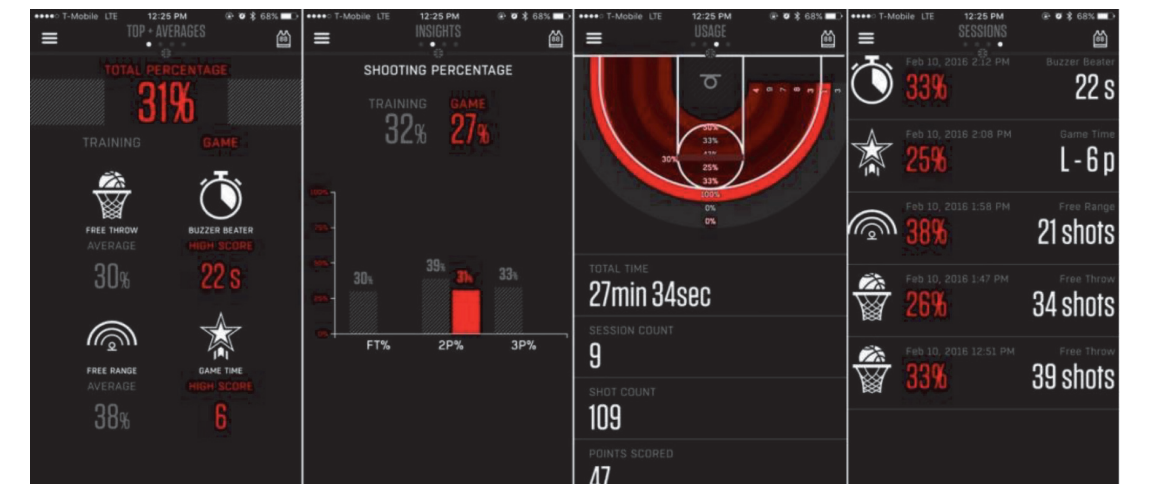 T-Mobile LTE 12:25 PM 68%
TOP + AVERAGES
TOTAL PERCENTAGE
31%
TRAINING GAME
FREE THROW BUZZER BEATER
AVERAGE HIGH SCORE
30% 22 s
FREE RANGE GAME TIME
AVERAGE HIGH SCORE
38% 6
T-Mobile LTE 12:25 PM 68%
INSIGHTS
SHOOTING PERCENTAGE
TRAINING GAME
32% 27%
100%
75%
50%
25%
0%
30% 39% 31% 33%
FT% 2P% 3P%
T-Mobile LTE 12:25 PM 68%
USAGE
50%
33%
30%
25%
33%
100%
0%
0%
TOTAL TIME
27min 34sec
SESSION COUNT
9
SHOT COUNT
109
POINTS SCORED
47
T-Mobile LTE 12:25 PM 68%
SESSIONS
Feb 10, 2016 2:12 PM Buzzer Beater
33% 22 s
Feb 10, 2016 2:08 PM Game Time
25% L - 6 p
Feb 10, 2016 1:58 PM Free Range
38% 21 shots
Feb 10, 2016 1:47 PM Free Throw
26% 34 shots
Feb 10, 2016 12:51 PM Free Throw
33% 39 shots